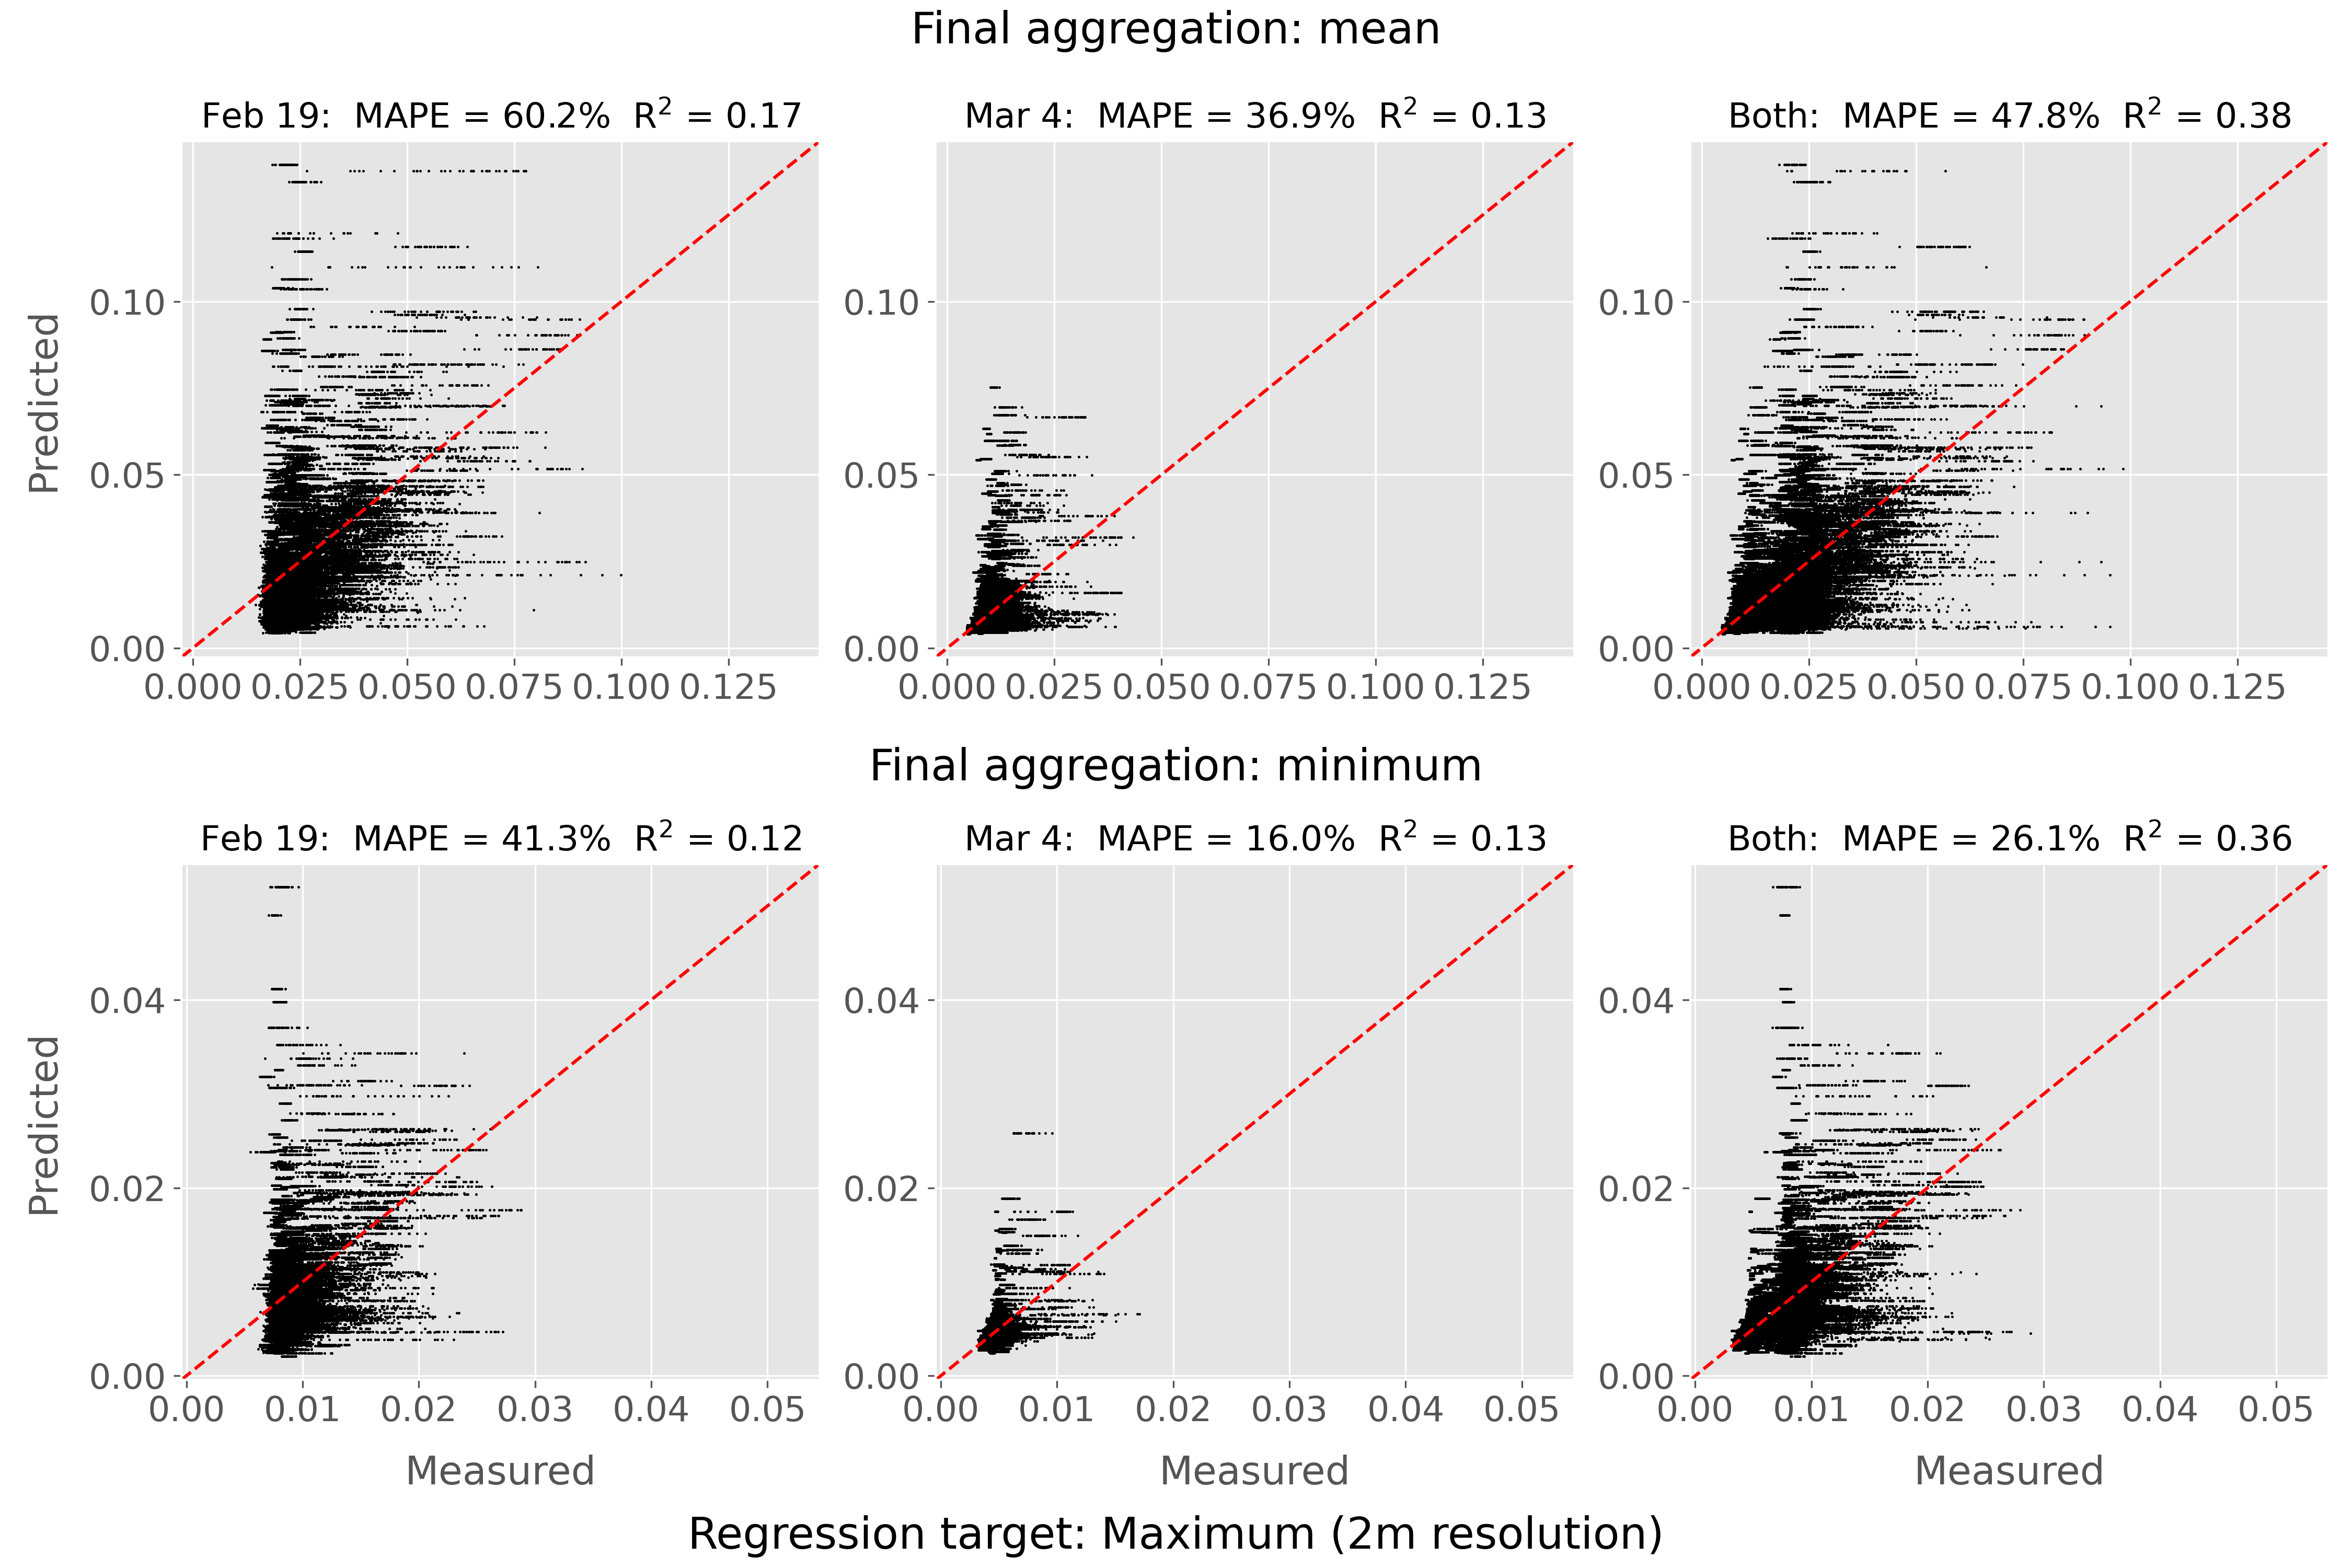 Final aggregation: mean
Feb 19:  MAPE = 60.2%  R² = 0.17
Mar 4:  MAPE = 36.9%  R² = 0.13
Both:  MAPE = 47.8%  R² = 0.38
Predicted
0.10
0.05
0.00
0.10
0.05
0.00
0.10
0.05
0.00
0.000 0.025 0.050 0.075 0.100 0.125
0.000 0.025 0.050 0.075 0.100 0.125
0.000 0.025 0.050 0.075 0.100 0.125
Final aggregation: minimum
Feb 19:  MAPE = 41.3%  R² = 0.12
Mar 4:  MAPE = 16.0%  R² = 0.13
Both:  MAPE = 26.1%  R² = 0.36
Predicted
0.04
0.02
0.00
0.04
0.02
0.00
0.04
0.02
0.00
0.00 0.01 0.02 0.03 0.04 0.05
0.00 0.01 0.02 0.03 0.04 0.05
0.00 0.01 0.02 0.03 0.04 0.05
Measured
Measured
Measured
Regression target: Maximum (2m resolution)